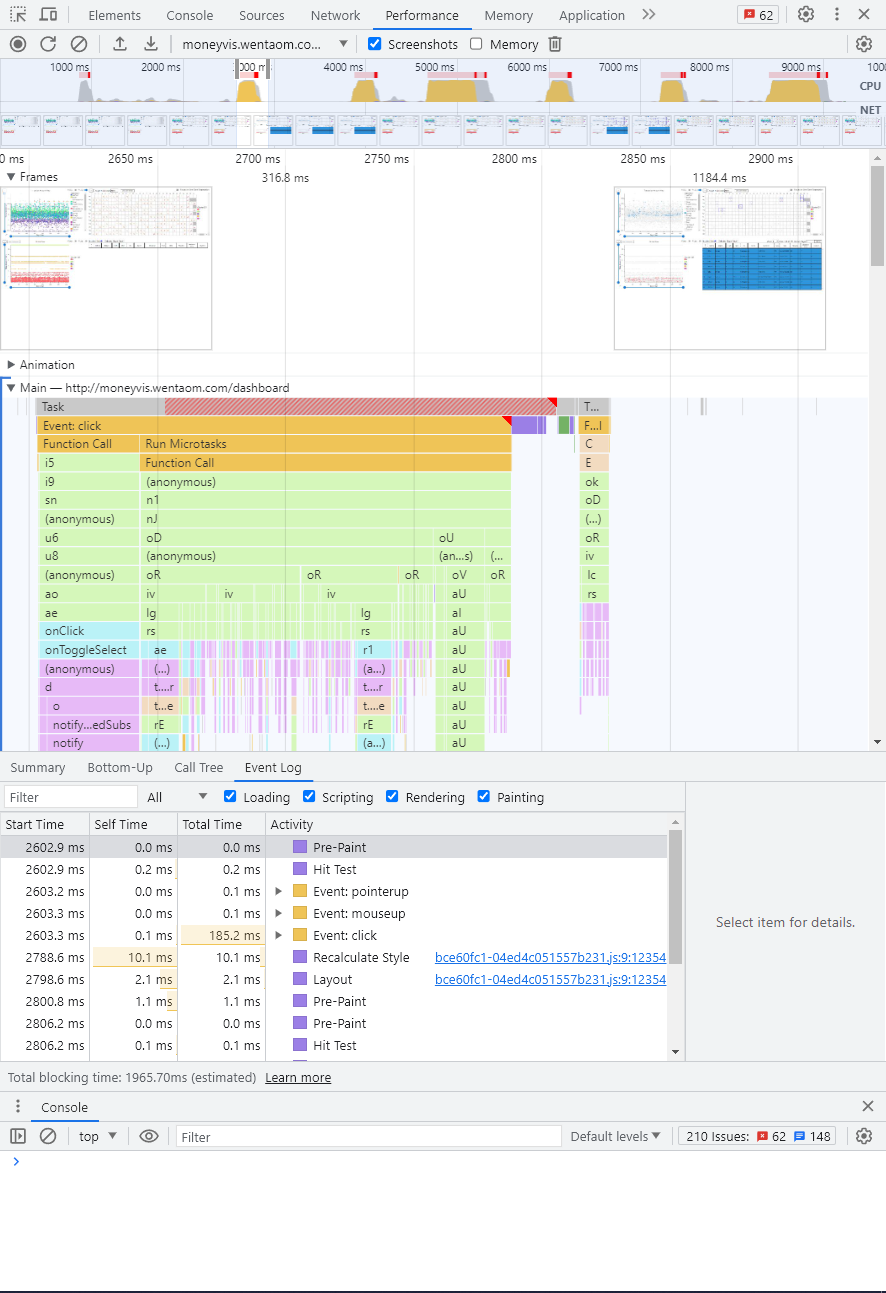 Elements Console Sources Network Performance Memory Application 62
moneyvis.wentaom.co... Screenshots Memory
1000 ms 2000 ms 4000 ms 5000 ms 6000 ms 7000 ms 8000 ms 9000 ms
CPU
NET
0 ms 2650 ms 2700 ms 2750 ms 2800 ms 2850 ms 2900 ms
Frames 316.8 ms 1184.4 ms
Animation
Main — http://moneyvis.wentaom.com/dashboard
Task T...
Event: click F...l
Function Call Run Microtasks C
i5 Function Call E
i9 (anonymous) ok
sn n1 oD
(anonymous) nJ (...)
u6 oD oU oR
u8 (anonymous) (an...s) (... iv
(anonymous) oR oR oR oV oR lc
ao iv iv iv aU rs
ae lg lg al
onClick rs rs aU
onToggleSelect ae r1 aU
(anonymous) (...) (a...) aU
d t....r t....r aU
o t...e t...e aU
notify...edSubs rE rE aU
notify (...) (a...) aU
Summary Bottom-Up Call Tree Event Log
Filter All Loading Scripting Rendering Painting
Start Time Self Time Total Time Activity
2602.9 ms 0.0 ms 0.0 ms Pre-Paint
2602.9 ms 0.2 ms 0.2 ms Hit Test
2603.2 ms 0.0 ms 0.1 ms Event: pointerup
2603.3 ms 0.0 ms 0.1 ms Event: mouseup
2603.3 ms 0.1 ms 185.2 ms Event: click
2788.6 ms 10.1 ms 10.1 ms Recalculate Style bce60fc1-04ed4c051557b231.js:9:12354
2798.6 ms 2.1 ms 2.1 ms Layout bce60fc1-04ed4c051557b231.js:9:12354
2800.8 ms 1.1 ms 1.1 ms Pre-Paint
2806.2 ms 0.0 ms 0.0 ms Pre-Paint
2806.2 ms 0.1 ms 0.1 ms Hit Test
Select item for details.
Total blocking time: 1965.70ms (estimated) Learn more
Console
top Filter Default levels 210 Issues: 62 148